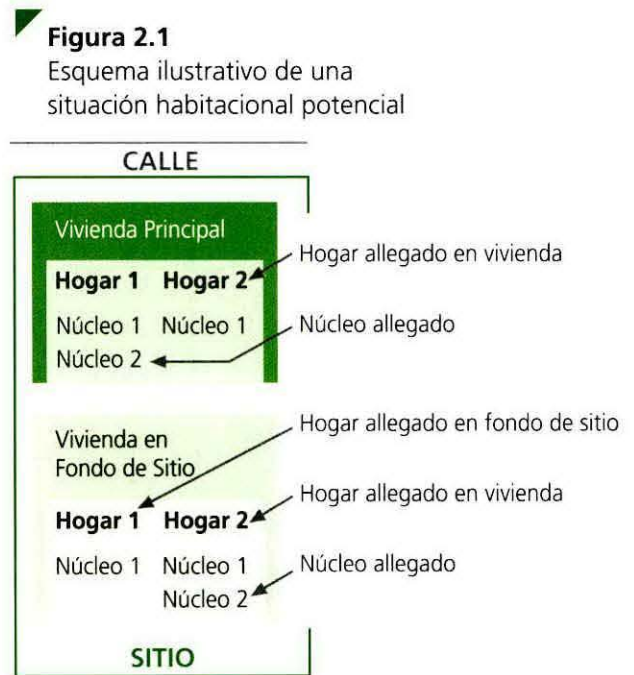 Figura 2.1
Esquema ilustrativo de una
situación habitacional potencial
CALLE
Vivienda Principal
Hogar 1 Hogar 2
Hogar allegado en vivienda
Núcleo 1 Núcleo 1
Núcleo allegado
Núcleo 2
Vivienda en
Fondo de Sitio
Hogar allegado en fondo de sitio
Hogar 1 Hogar 2
Hogar allegado en vivienda
Núcleo 1 Núcleo 1
Núcleo allegado
Núcleo 2
SITIO